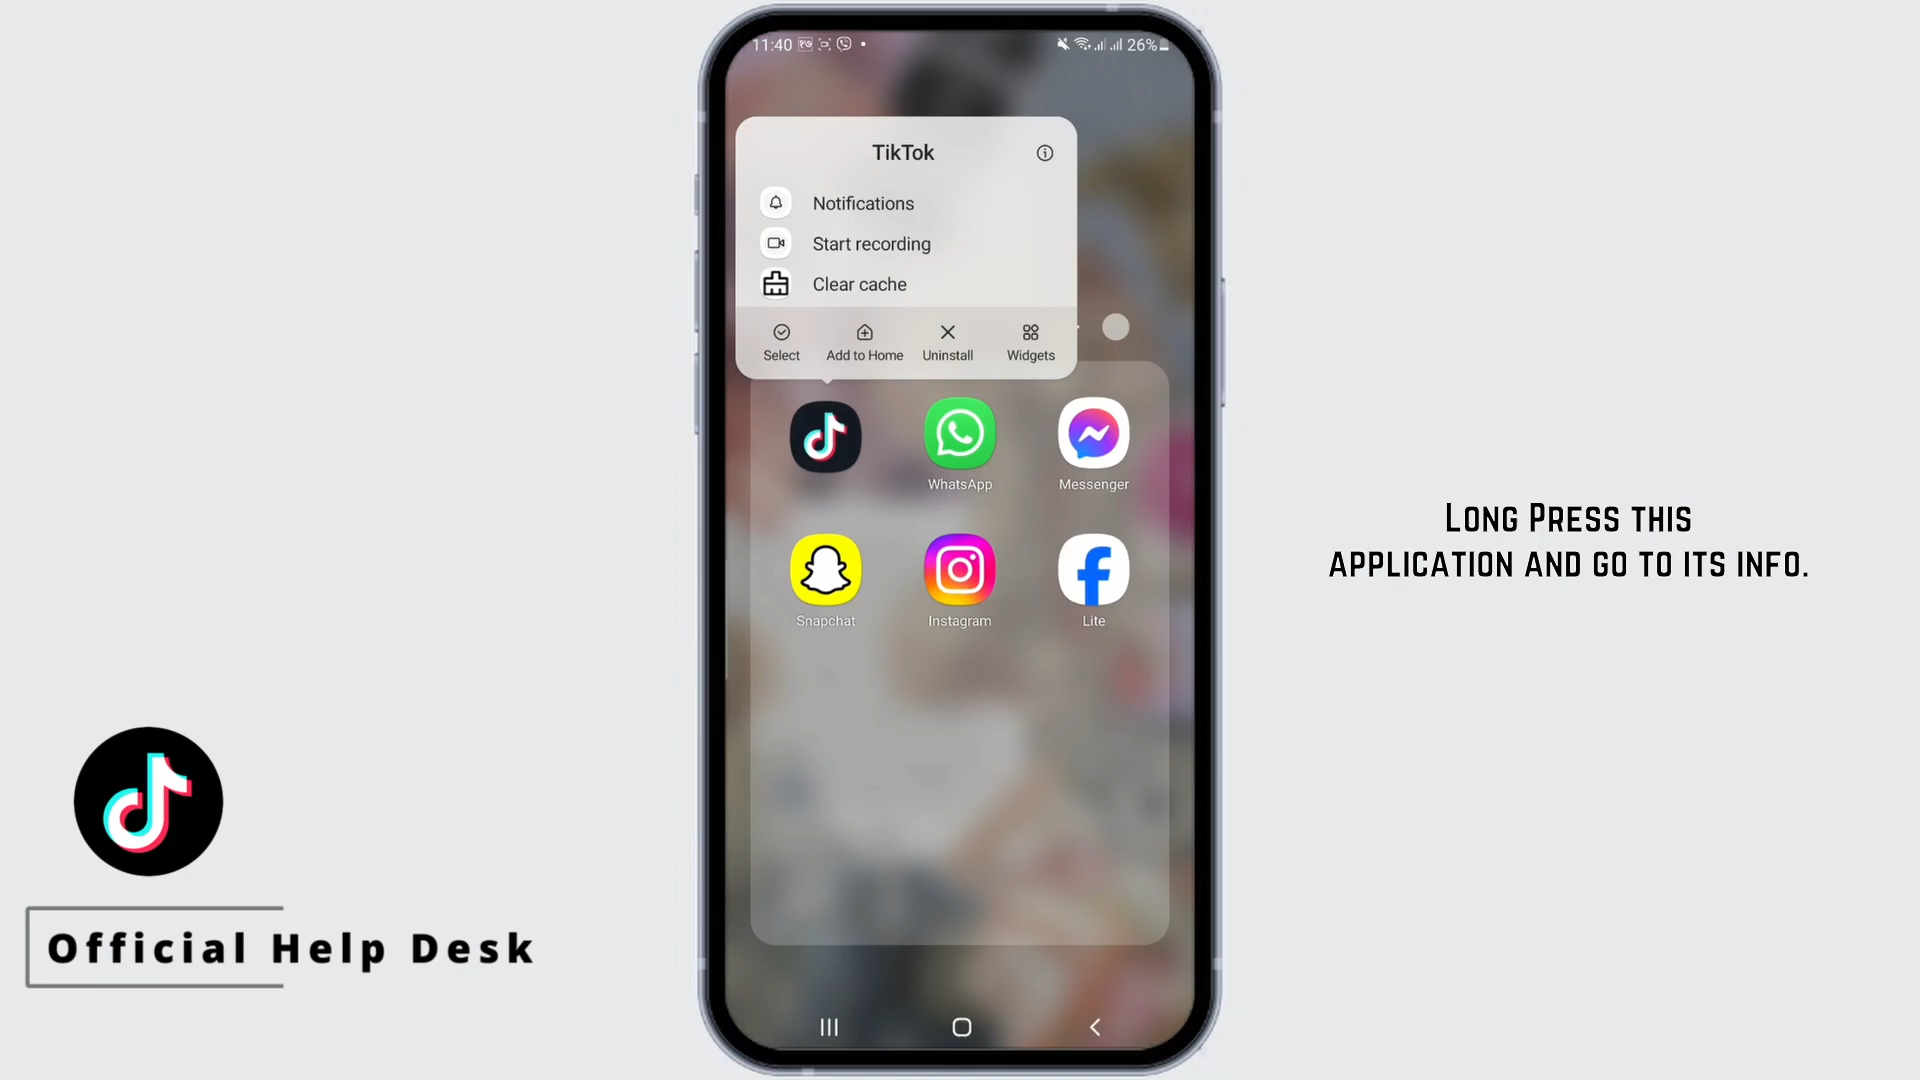 11:40
26%
TikTok
Notifications
Start recording
Clear cache
Select
Add to Home
Uninstall
Widgets
WhatsApp
Messenger
Snapchat
Instagram
Lite
LONG PRESS THIS
APPLICATION AND GO TO ITS INFO.
Official Help Desk